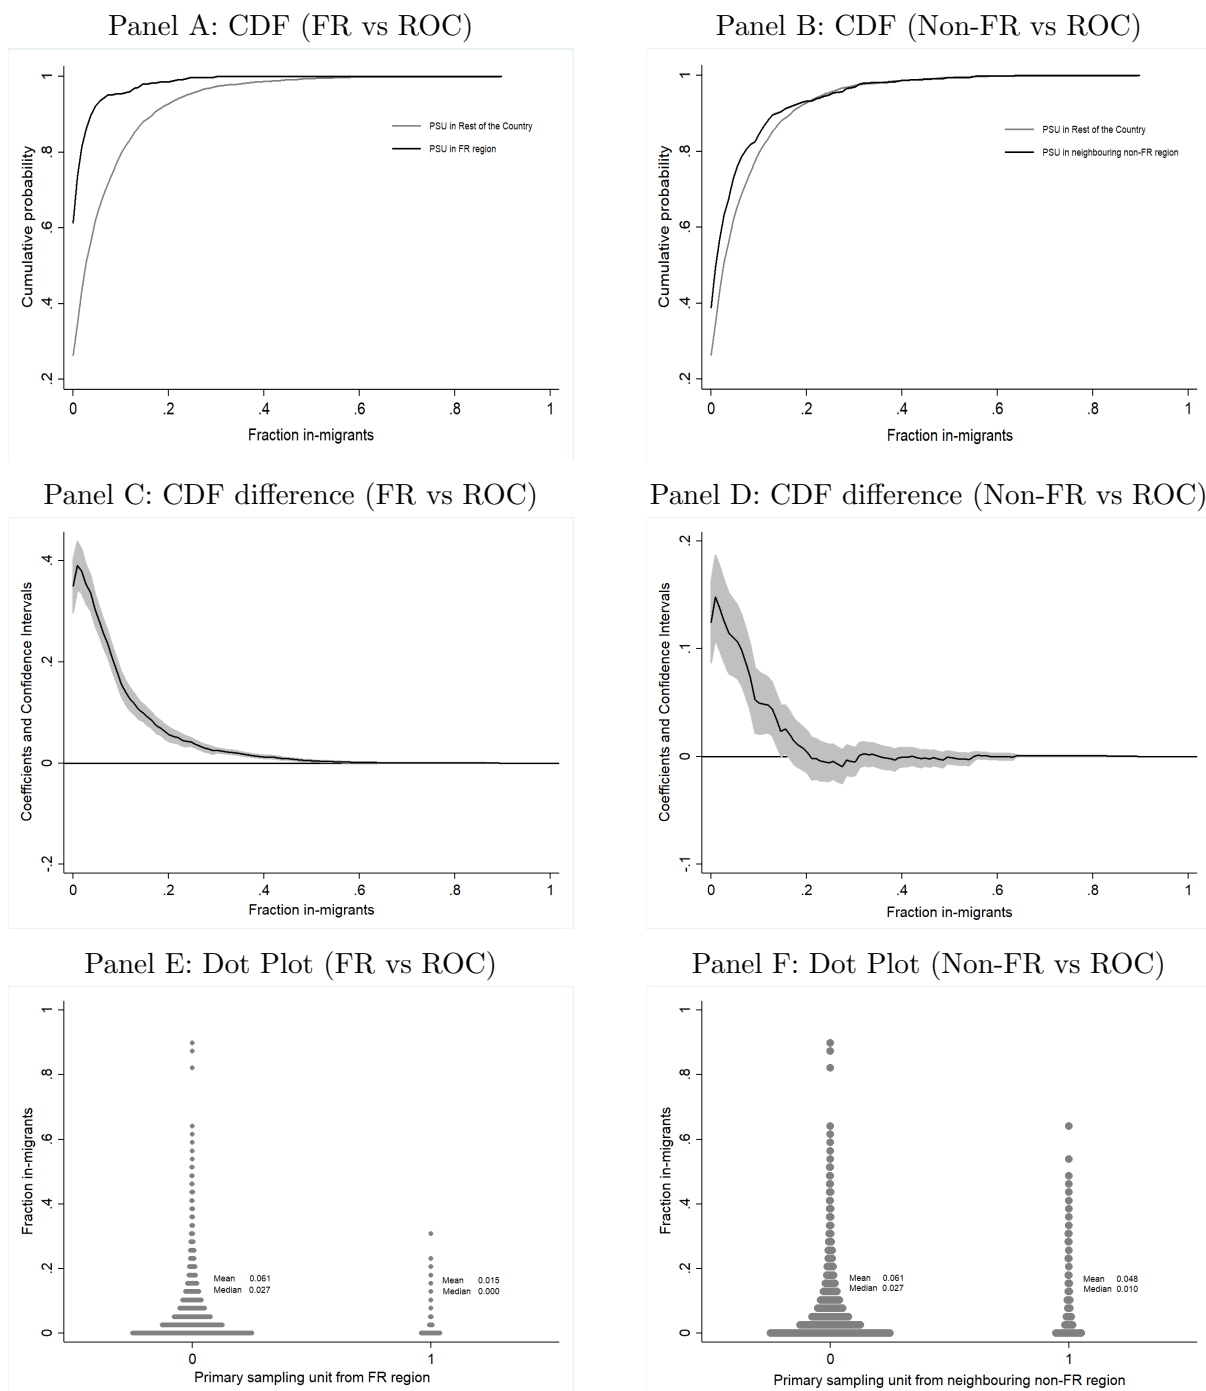 Panel A: CDF (FR vs ROC)
Cumulative probability
1
.8
.6
.4
.2
PSU in Rest of the Country
PSU in FR region
0 .2 .4 .6 .8 1
Fraction in-migrants
Panel B: CDF (Non-FR vs ROC)
Cumulative probability
1
.8
.6
.4
.2
PSU in Rest of the Country
PSU in neighbouring non-FR region
0 .2 .4 .6 .8 1
Fraction in-migrants
Panel C: CDF difference (FR vs ROC)
Coefficients and Confidence Intervals
.4
.2
0
-.2
0 .2 .4 .6 .8 1
Fraction in-migrants
Panel D: CDF difference (Non-FR vs ROC)
Coefficients and Confidence Intervals
.2
.1
0
-.1
0 .2 .4 .6 .8 1
Fraction in-migrants
Panel E: Dot Plot (FR vs ROC)
Fraction in-migrants
1
.8
.6
.4
.2
0
Mean 0.061
Median 0.027
Mean 0.015
Median 0.000
0 1
Primary sampling unit from FR region
Panel F: Dot Plot (Non-FR vs ROC)
Fraction in-migrants
1
.8
.6
.4
.2
0
Mean 0.061
Median 0.027
Mean 0.048
Median 0.010
0 1
Primary sampling unit from neighbouring non-FR region